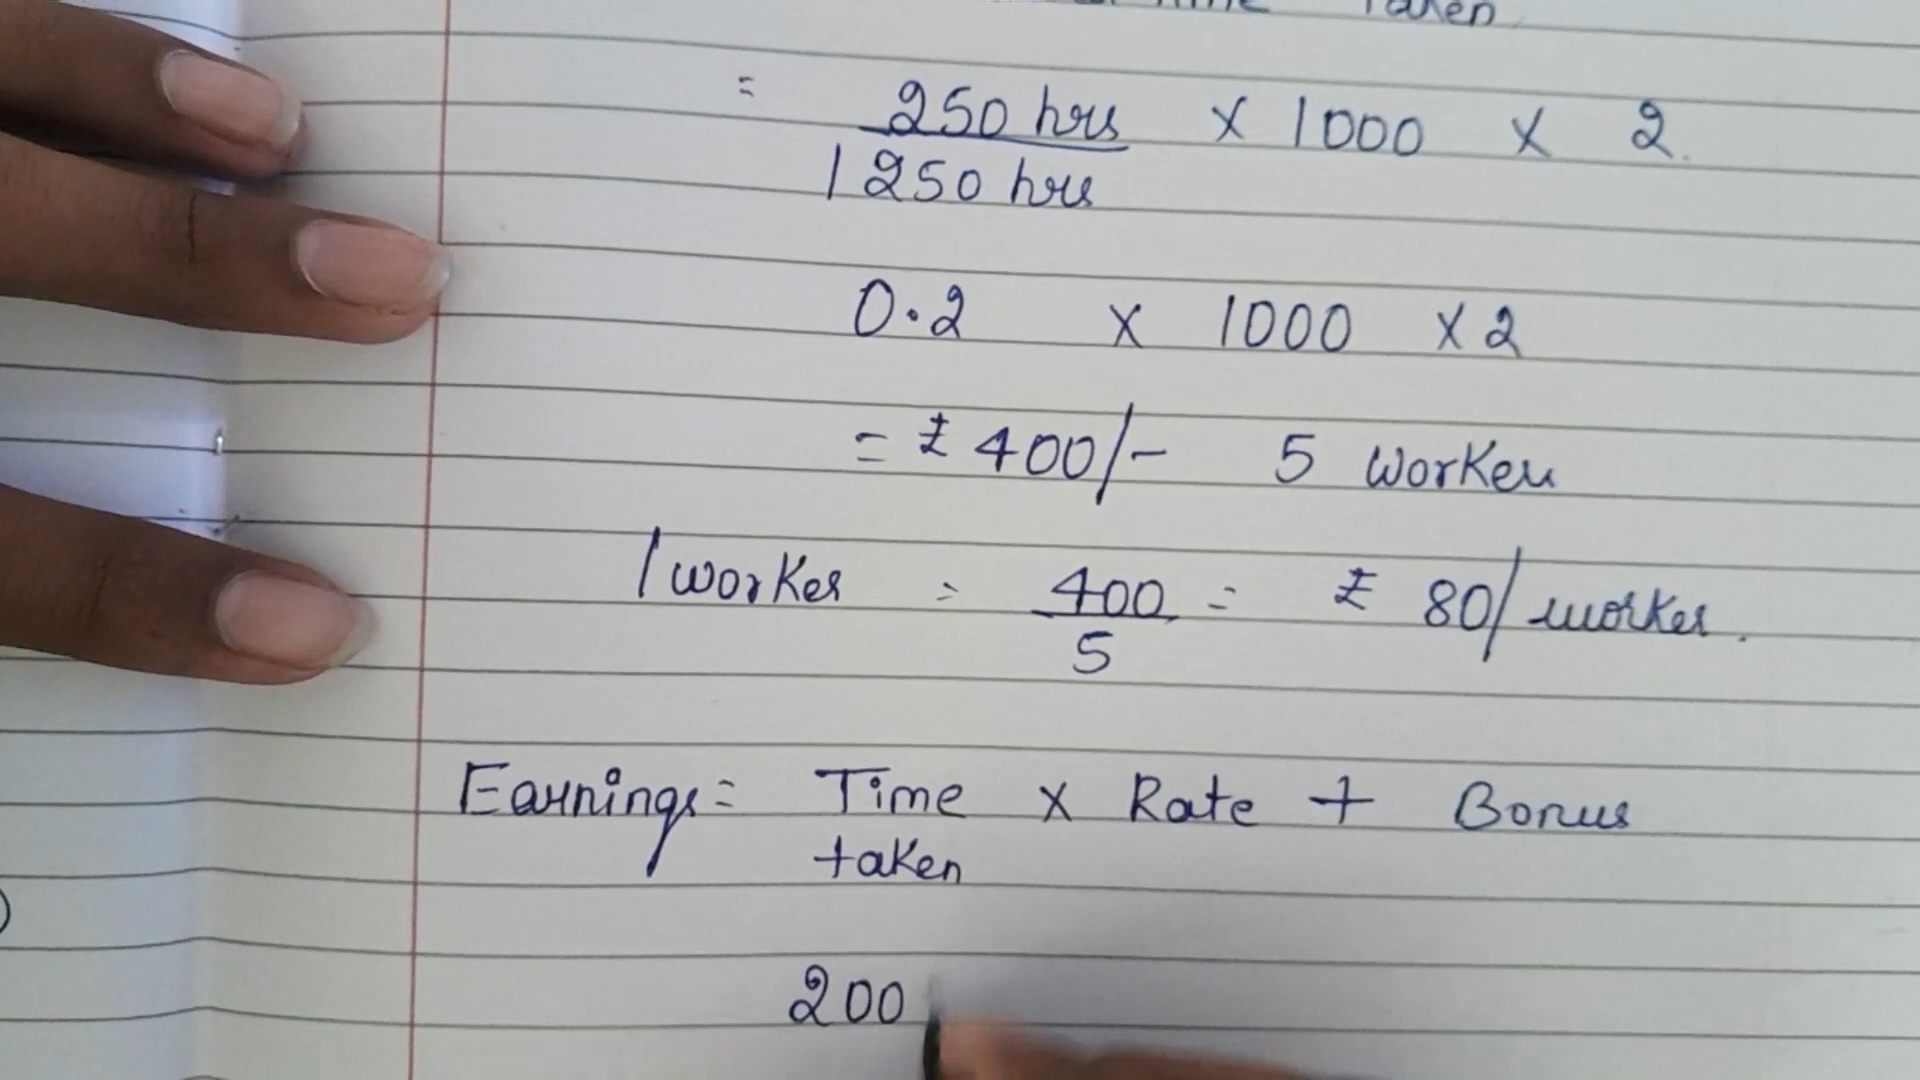 Taken
= 250 hrs × 1000 × 2
1250 hrs
0.2 × 1000 × 2
= ₹ 400/- 5 worker
1 worker = 400 = ₹ 80/worker.
5
Earnings = Time × Rate + Bonus
taken
200